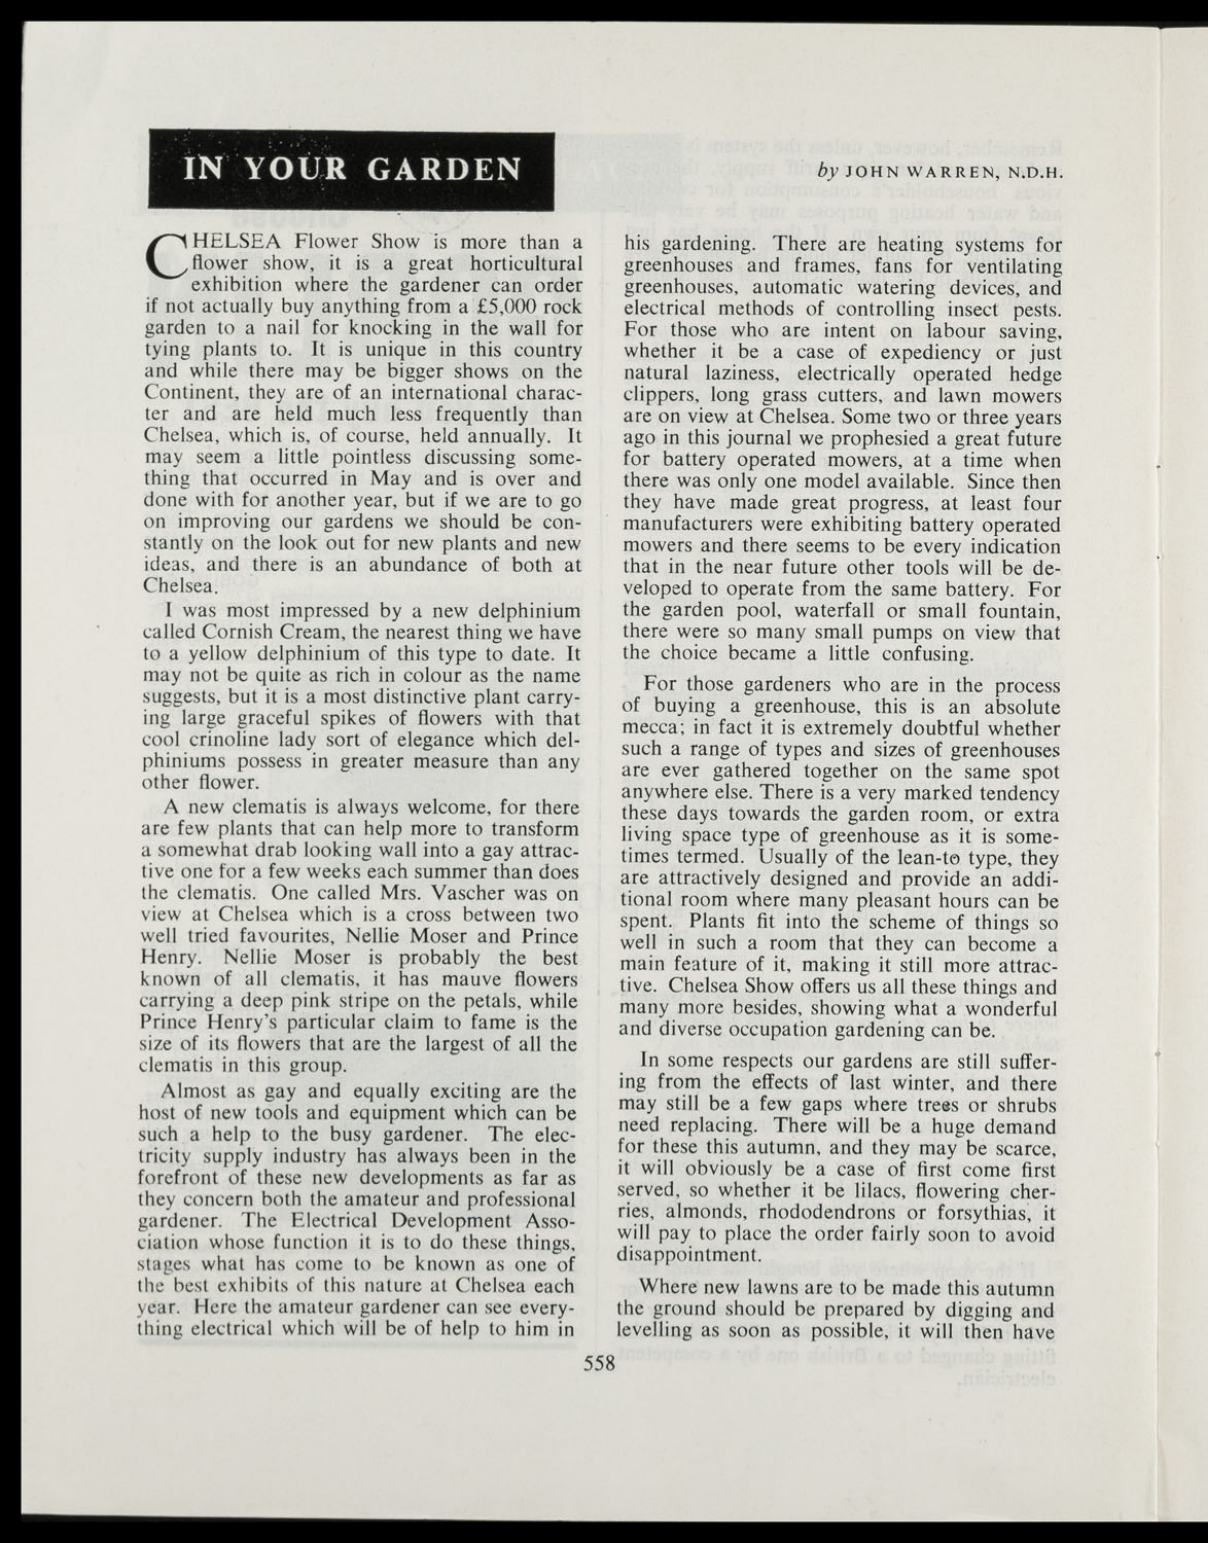 IN YOUR GARDEN
by JOHN WARREN, N.D.H.
CHELSEA Flower Show is more than a
flower show, it is a great horticultural
exhibition where the gardener can order
if not actually buy anything from a £5,000 rock
garden to a nail for knocking in the wall for
tying plants to. It is unique in this country
and while there may be bigger shows on the
Continent, they are of an international charac-
ter and are held much less frequently than
Chelsea, which is, of course, held annually. It
may seem a little pointless discussing some-
thing that occurred in May and is over and
done with for another year, but if we are to go
on improving our gardens we should be con-
stantly on the look out for new plants and new
ideas, and there is an abundance of both at
Chelsea.
I was most impressed by a new delphinium
called Cornish Cream, the nearest thing we have
to a yellow delphinium of this type to date. It
may not be quite as rich in colour as the name
suggests, but it is a most distinctive plant carry-
ing large graceful spikes of flowers with that
cool crinoline lady sort of elegance which del-
phiniums possess in greater measure than any
other flower.
A new clematis is always welcome, for there
are few plants that can help more to transform
a somewhat drab looking wall into a gay attrac-
tive one for a few weeks each summer than does
the clematis. One called Mrs. Vascher was on
view at Chelsea which is a cross between two
well tried favourites, Nellie Moser and Prince
Henry. Nellie Moser is probably the best
known of all clematis, it has mauve flowers
carrying a deep pink stripe on the petals, while
Prince Henry's particular claim to fame is the
size of its flowers that are the largest of all the
clematis in this group.
Almost as gay and equally exciting are the
host of new tools and equipment which can be
such a help to the busy gardener. The elec-
tricity supply industry has always been in the
forefront of these new developments as far as
they concern both the amateur and professional
gardener. The Electrical Development Asso-
ciation whose function it is to do these things,
stages what has come to be known as one of
the best exhibits of this nature at Chelsea each
year. Here the amateur gardener can see every-
thing electrical which will be of help to him in
his gardening. There are heating systems for
greenhouses and frames, fans for ventilating
greenhouses, automatic watering devices, and
electrical methods of controlling insect pests.
For those who are intent on labour saving,
whether it be a case of expediency or just
natural laziness, electrically operated hedge
clippers, long grass cutters, and lawn mowers
are on view at Chelsea. Some two or three years
ago in this journal we prophesied a great future
for battery operated mowers, at a time when
there was only one model available. Since then
they have made great progress, at least four
manufacturers were exhibiting battery operated
mowers and there seems to be every indication
that in the near future other tools will be de-
veloped to operate from the same battery. For
the garden pool, waterfall or small fountain,
there were so many small pumps on view that
the choice became a little confusing.
For those gardeners who are in the process
of buying a greenhouse, this is an absolute
mecca; in fact it is extremely doubtful whether
such a range of types and sizes of greenhouses
are ever gathered together on the same spot
anywhere else. There is a very marked tendency
these days towards the garden room, or extra
living space type of greenhouse as it is some-
times termed. Usually of the lean-to type, they
are attractively designed and provide an addi-
tional room where many pleasant hours can be
spent. Plants fit into the scheme of things so
well in such a room that they can become a
main feature of it, making it still more attrac-
tive. Chelsea Show offers us all these things and
many more besides, showing what a wonderful
and diverse occupation gardening can be.
In some respects our gardens are still suffer-
ing from the effects of last winter, and there
may still be a few gaps where trees or shrubs
need replacing. There will be a huge demand
for these this autumn, and they may be scarce,
it will obviously be a case of first come first
served, so whether it be lilacs, flowering cher-
ries, almonds, rhododendrons or forsythias, it
will pay to place the order fairly soon to avoid
disappointment.
Where new lawns are to be made this autumn
the ground should be prepared by digging and
levelling as soon as possible, it will then have
558